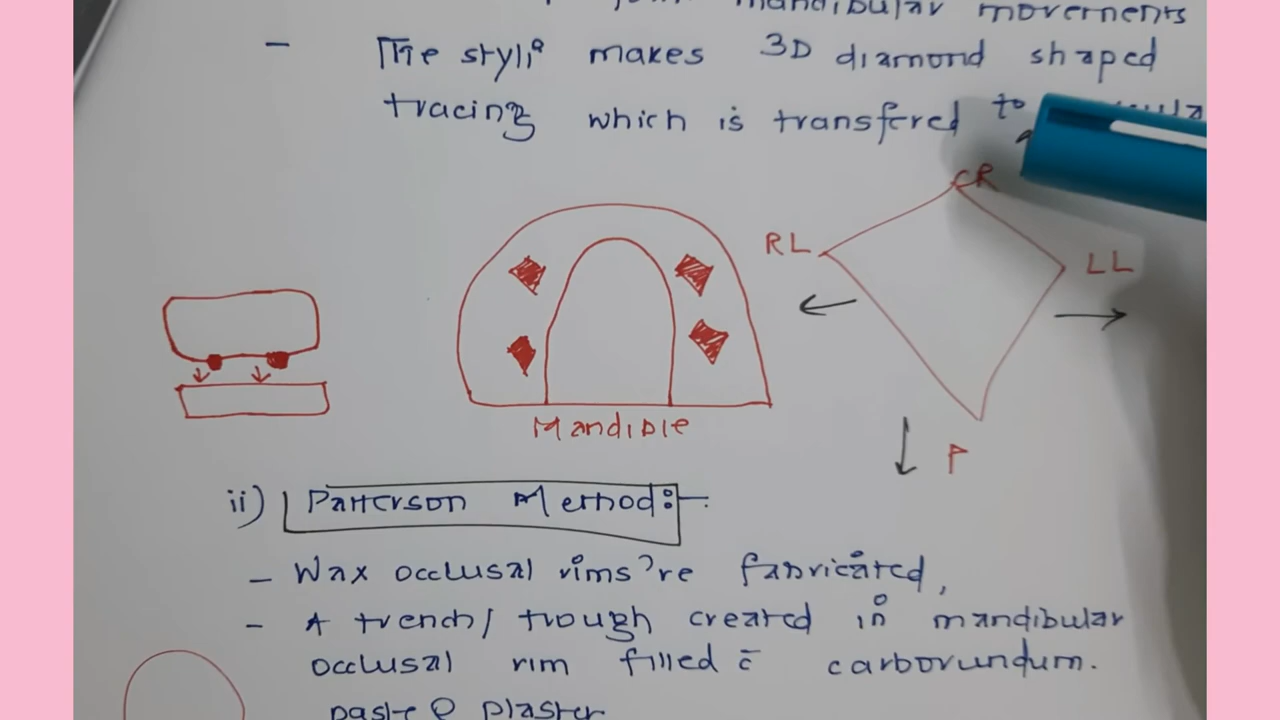 mandibular movements
- The styli makes 3D diamond shaped
tracing which is transfered to
CR
RL
LL
P
Mandible
ii) Patterson Method:-
- Wax occlusal rims're fabricated,
- A trench/ trough created in mandibular
occlusal rim filled c̄ carborundum.
paste & plaster